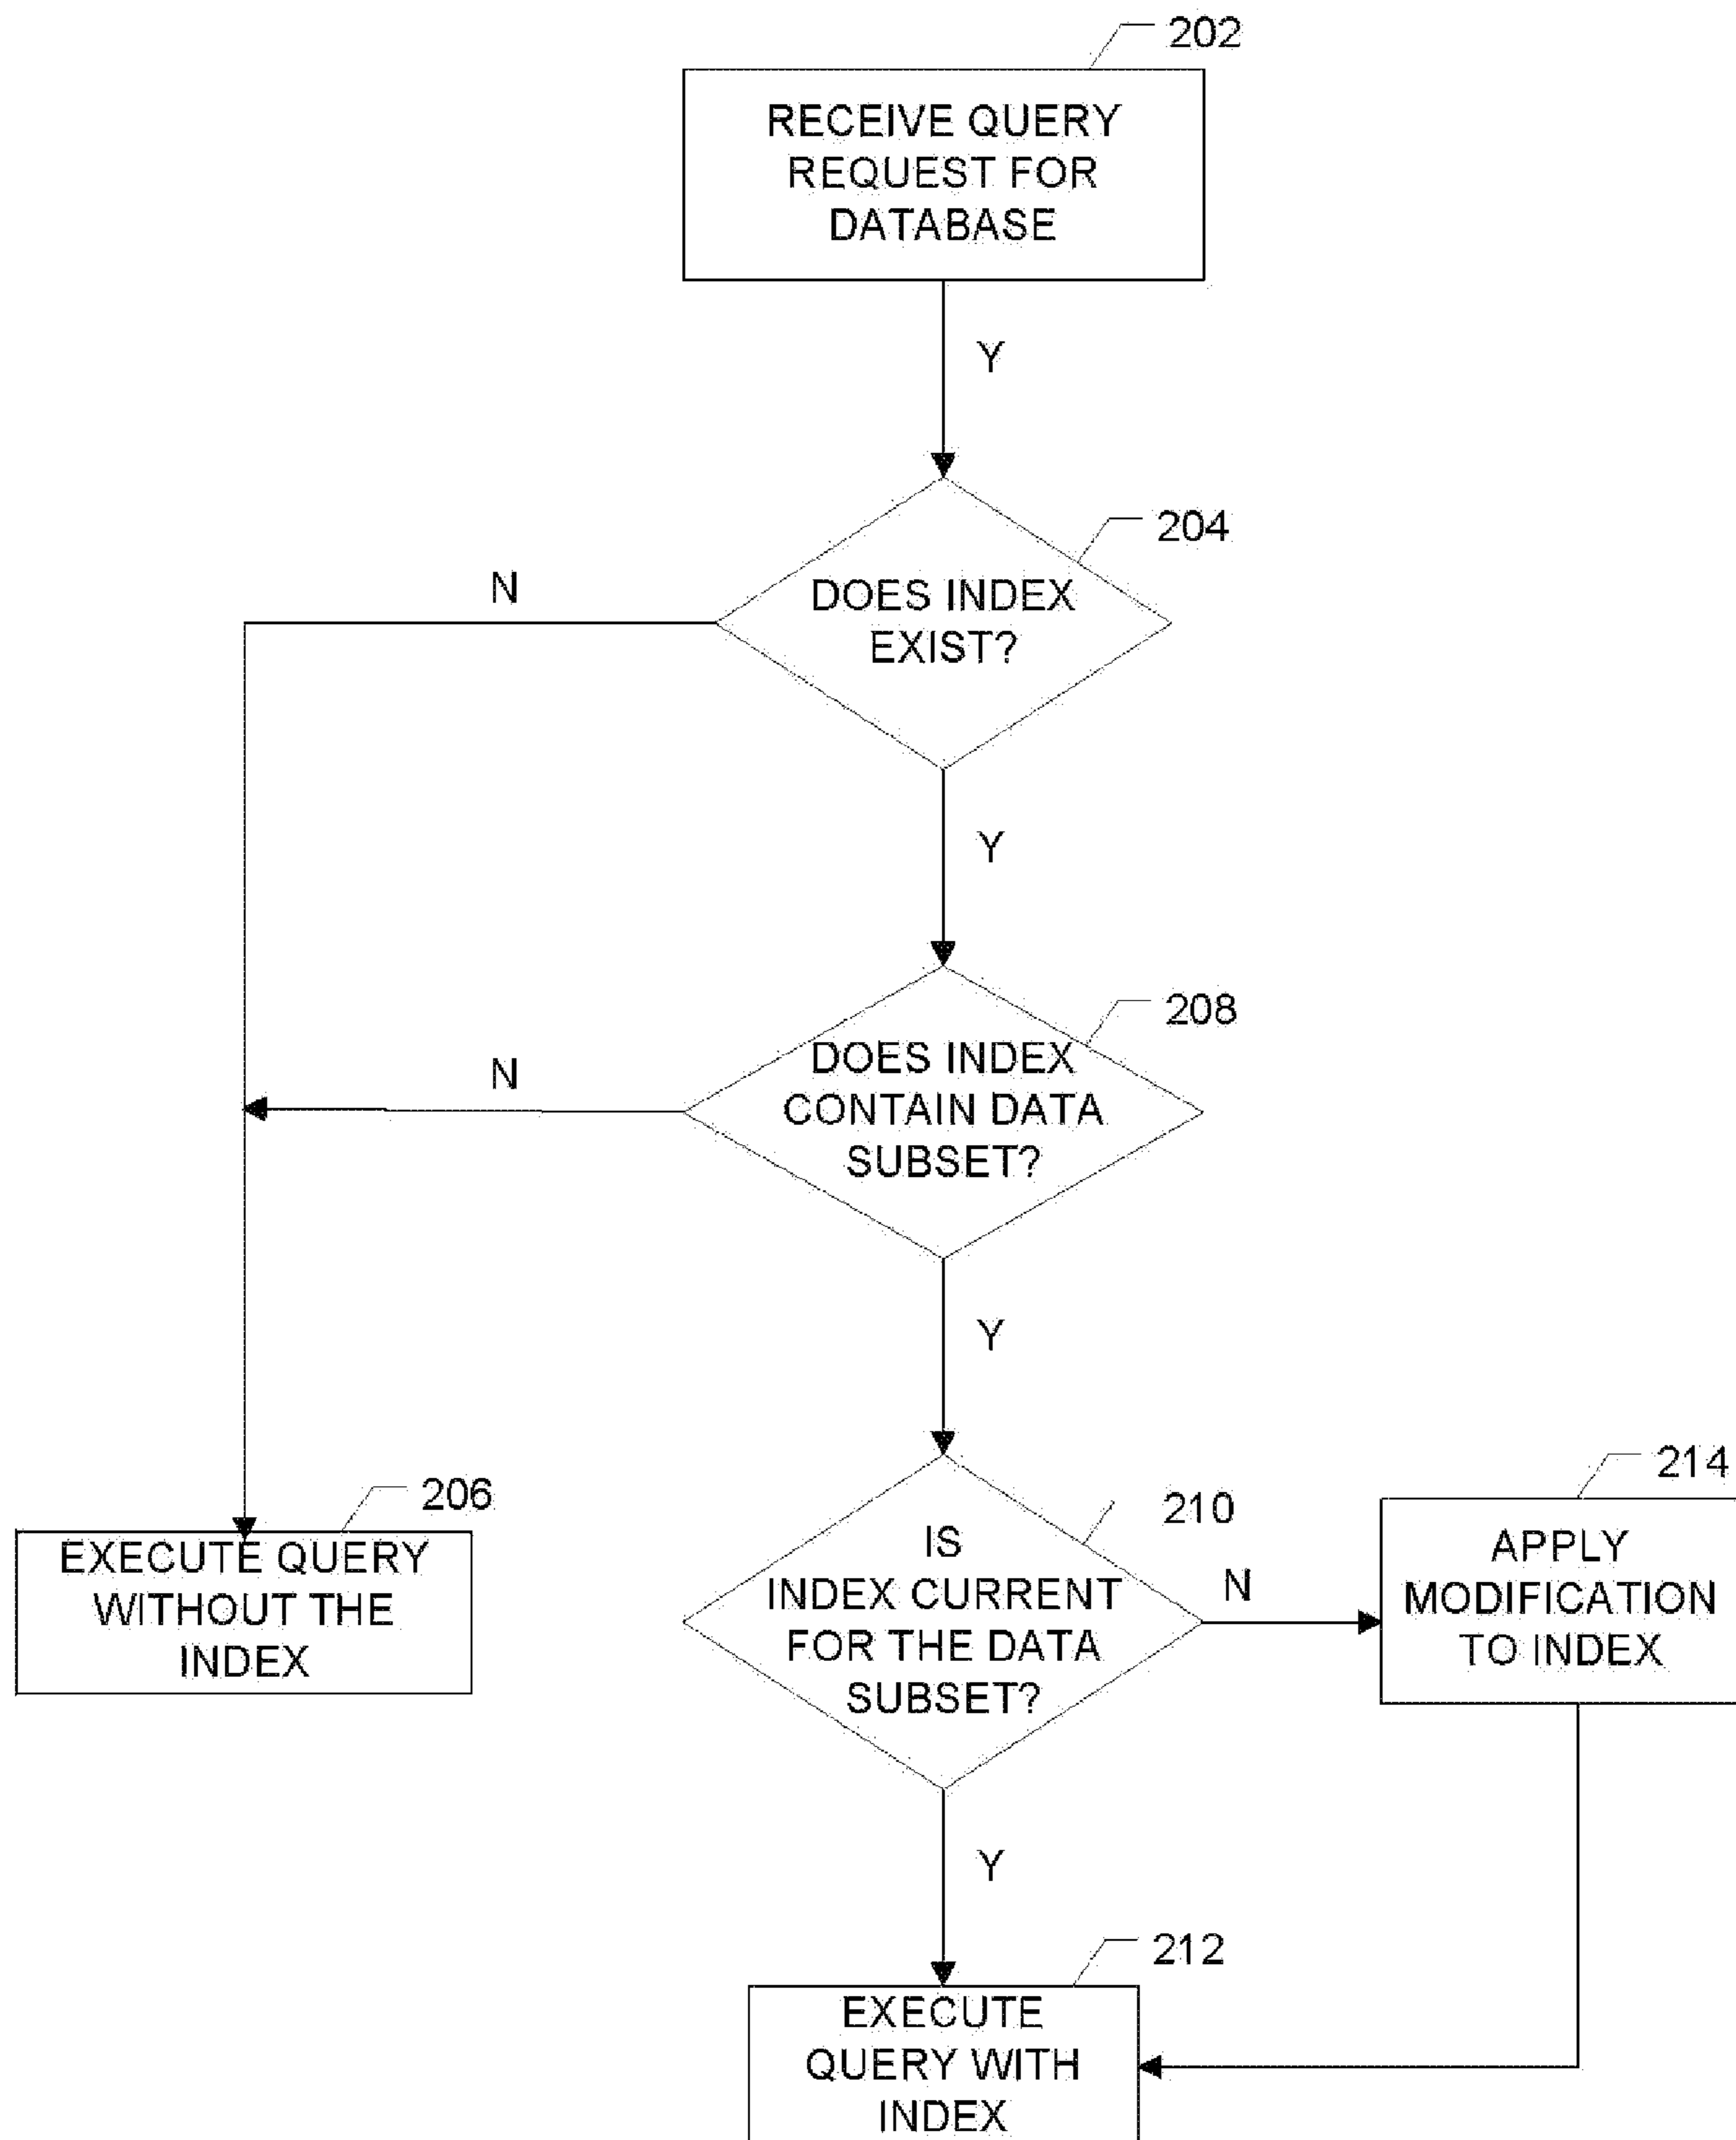 202
RECEIVE QUERY
REQUEST FOR
DATABASE
Y
204
DOES INDEX
EXIST?
N
Y
208
DOES INDEX
CONTAIN DATA
SUBSET?
N
Y
206
EXECUTE QUERY
WITHOUT THE
INDEX
210
IS
INDEX CURRENT
FOR THE DATA
SUBSET?
N
214
APPLY
MODIFICATION
TO INDEX
Y
212
EXECUTE
QUERY WITH
INDEX